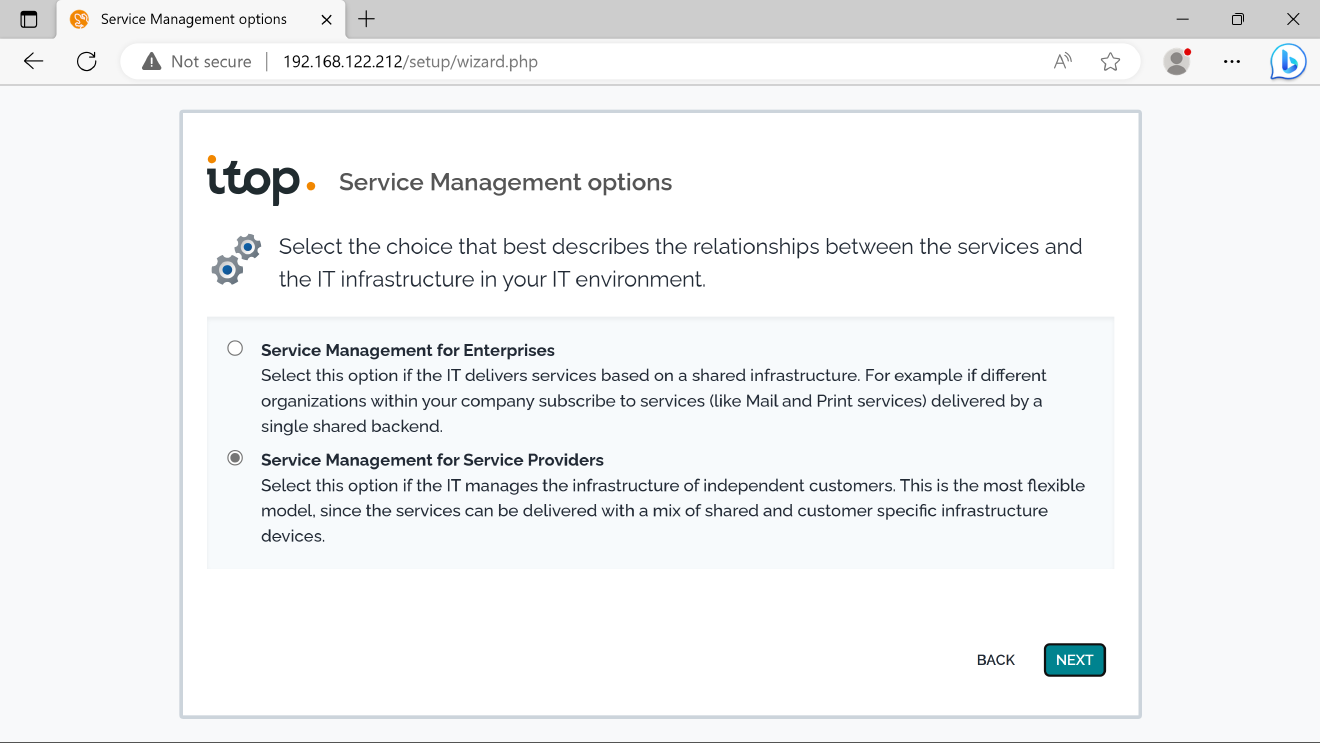 Service Management options
Not secure
192.168.122.212/setup/wizard.php
itop
Service Management options
Select the choice that best describes the relationships between the services and
the IT infrastructure in your IT environment.
Service Management for Enterprises
Select this option if the IT delivers services based on a shared infrastructure. For example if different
organizations within your company subscribe to services (like Mail and Print services) delivered by a
single shared backend.
Service Management for Service Providers
Select this option if the IT manages the infrastructure of independent customers. This is the most flexible
model, since the services can be delivered with a mix of shared and customer specific infrastructure
devices.
BACK
NEXT